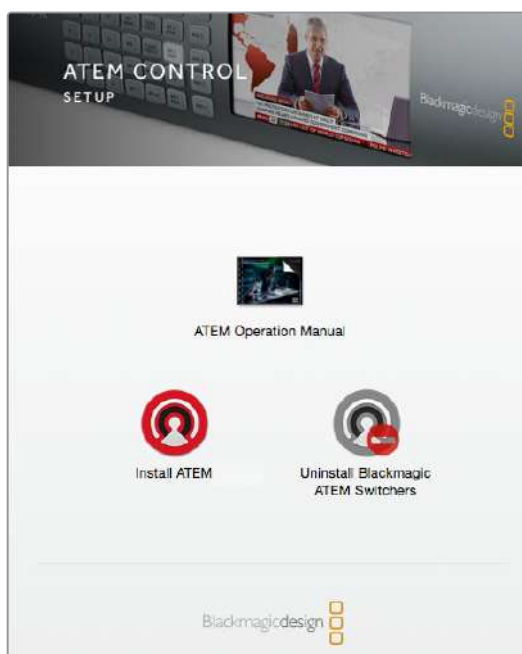 ATEM CONTROL
SETUP
Blackmagicdesign
ATEM Operation Manual
Install ATEM
Uninstall Blackmagic
ATEM Switchers
Blackmagicdesign